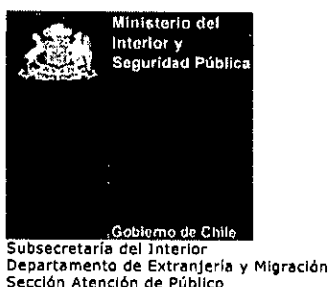 Ministerio del
Interior y
Seguridad Pública
Gobierno de Chile
Subsecretaría del Interior
Departamento de Extranjería y Migración
Sección Atención de Público